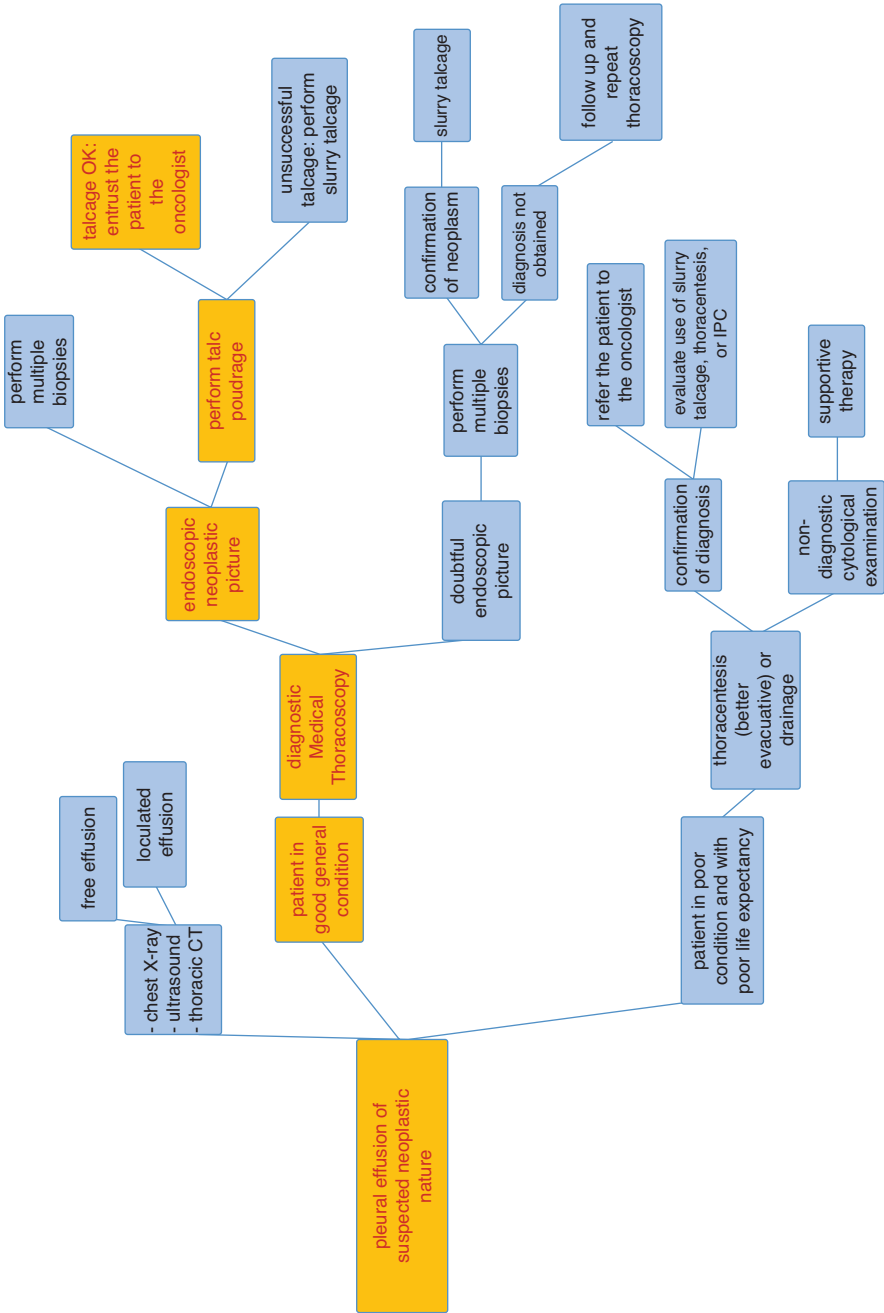 pleural effusion of
suspected neoplastic
nature
- chest X-ray
- ultrasound
- thoracic CT
free effusion
loculated
effusion
patient in
good general
condition
diagnostic
Medical
Thoracoscopy
endoscopic
neoplastic
picture
perform
multiple
biopsies
perform talc
poudrage
talcage OK:
entrust the
patient to
the
oncologist
unsuccessful
talcage: perform
slurry talcage
doubtful
endoscopic
picture
perform
multiple
biopsies
confirmation
of neoplasm
slurry talcage
diagnosis not
obtained
follow up and
repeat
thoracoscopy
patient in poor
condition and with
poor life expectancy
thoracentesis
(better
evacuative) or
drainage
confirmation
of diagnosis
refer the patient to
the oncologist
evaluate use of slurry
talcage, thoracentesis,
or IPC
non-
diagnostic
cytological
examination
supportive
therapy